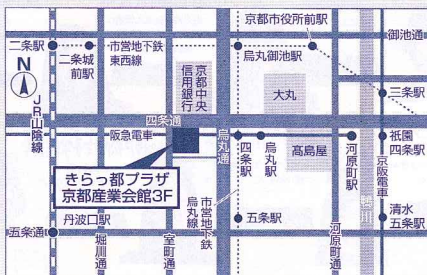 京都市役所前駅
御池通
二条駅
二条城
前駅
市営地下鉄
東西線
烏丸御池駅
N
JR山陰線
京都中央
信用銀行
大丸
三条駅
四条通
阪急電車
烏丸通
四条駅
烏丸駅
髙島屋
河原町駅
祇園
四条駅
京阪電車
鴨川
きらっ都プラザ
京都産業会館3F
丹波口駅
市営地下鉄
烏丸線
五条駅
清水
五条駅
五条通
堀川通
室町通
河原町通